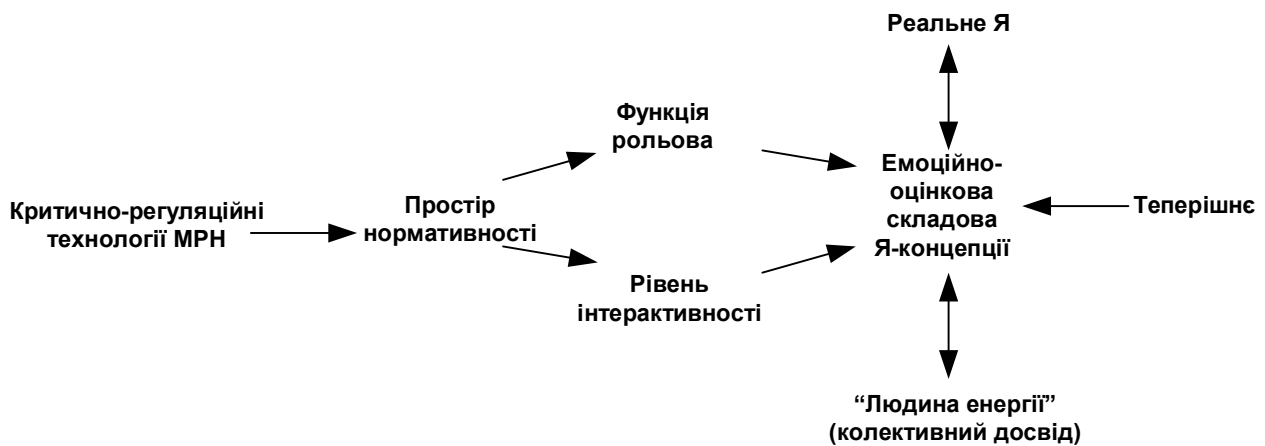 Реальне Я
Функція
рольова
Емоційно-
оцінкова
складова
Я-концепції
Критично-регуляційні
технології МРН
Простір
нормативності
Теперішнє
Рівень
інтерактивності
“Людина енергії”
(колективний досвід)